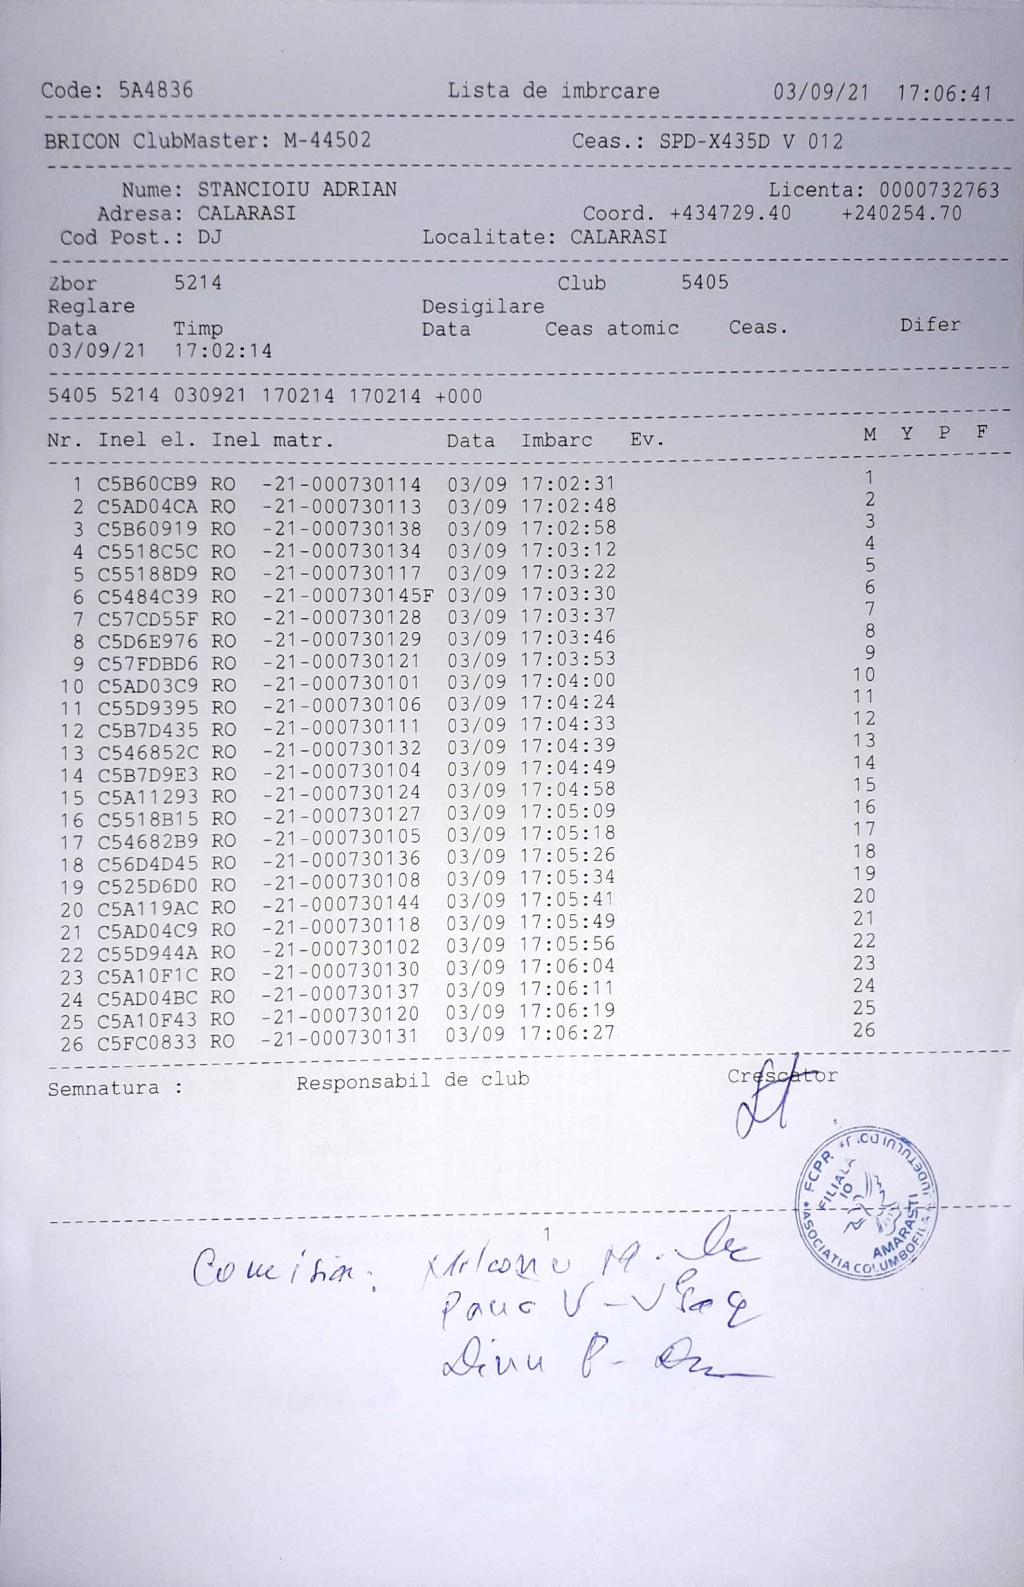 Code: 5A4836 Lista de imbrcare 03/09/21 17:06:41
BRICON ClubMaster: M-44502 Ceas.: SPD-X435D V 012
Nume: STANCIOIU ADRIAN Licenta: 0000732763
Adresa: CALARASI Coord. +434729.40 +240254.70
Cod Post.: DJ Localitate: CALARASI
Zbor 5214 Club 5405
Reglare Desigilare
Data Timp Data Ceas atomic Ceas. Difer
03/09/21 17:02:14
5405 5214 030921 170214 170214 +000
Nr. Inel el. Inel matr. Data Imbarc Ev. M Y P F
1 C5B60CB9 RO -21-000730114 03/09 17:02:31 1
2 C5AD04CA RO -21-000730113 03/09 17:02:48 2
3 C5B60919 RO -21-000730138 03/09 17:02:58 3
4 C5518C5C RO -21-000730134 03/09 17:03:12 4
5 C55188D9 RO -21-000730117 03/09 17:03:22 5
6 C5484C39 RO -21-000730145F 03/09 17:03:30 6
7 C57CD55F RO -21-000730128 03/09 17:03:37 7
8 C5D6E976 RO -21-000730129 03/09 17:03:46 8
9 C57FDBD6 RO -21-000730121 03/09 17:03:53 9
10 C5AD03C9 RO -21-000730101 03/09 17:04:00 10
11 C55D9395 RO -21-000730106 03/09 17:04:24 11
12 C5B7D435 RO -21-000730111 03/09 17:04:33 12
13 C546852C RO -21-000730132 03/09 17:04:39 13
14 C5B7D9E3 RO -21-000730104 03/09 17:04:49 14
15 C5A11293 RO -21-000730124 03/09 17:04:58 15
16 C5518B15 RO -21-000730127 03/09 17:05:09 16
17 C54682B9 RO -21-000730105 03/09 17:05:18 17
18 C56D4D45 RO -21-000730136 03/09 17:05:26 18
19 C525D6D0 RO -21-000730108 03/09 17:05:34 19
20 C5A119AC RO -21-000730144 03/09 17:05:41 20
21 C5AD04C9 RO -21-000730118 03/09 17:05:49 21
22 C55D944A RO -21-000730102 03/09 17:05:56 22
23 C5A10F1C RO -21-000730130 03/09 17:06:04 23
24 C5AD04BC RO -21-000730137 03/09 17:06:11 24
25 C5A10F43 RO -21-000730120 03/09 17:06:19 25
26 C5FC0833 RO -21-000730131 03/09 17:06:27 26
Semnatura : Responsabil de club Crescator
FCPR
FILIALA
10
AMARASTI
ASOCIATIA COLUMBOFILA
1
M.
V -
Dinu P -